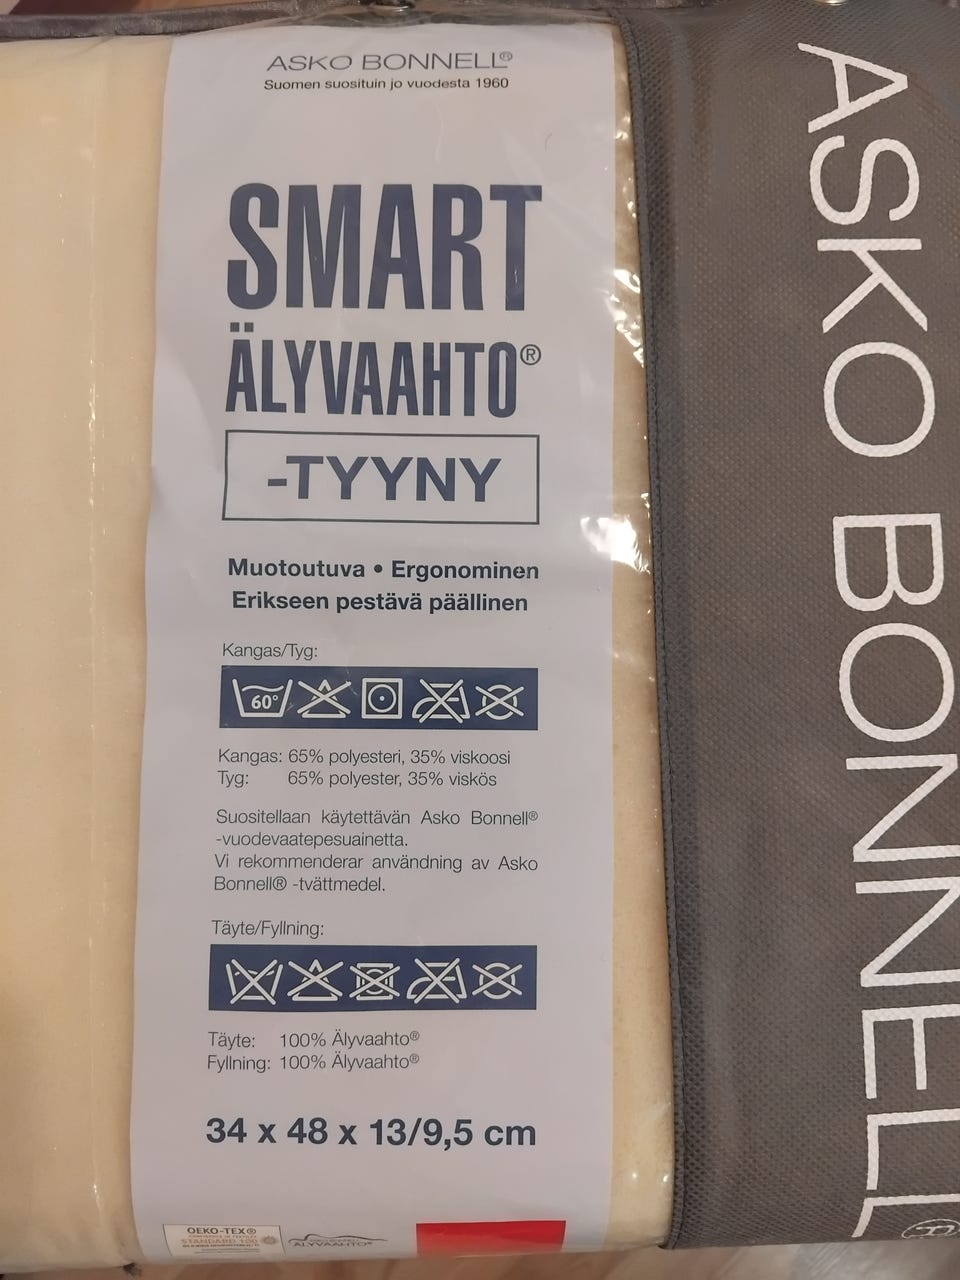 ASKO BONNELL®
Suomen suosituin jo vuodesta 1960
SMART
ÄLYVAAHTO®
-TYYNY
Muotoutuva • Ergonominen
Erikseen pestävä päällinen
Kangas/Tyg:
60°
Kangas: 65% polyesteri, 35% viskoosi
Tyg: 65% polyester, 35% viskös
Suositellaan käytettävän Asko Bonnell®
-vuodevaatepesuainetta.
Vi rekommenderar användning av Asko
Bonnell® -tvättmedel.
Täyte/Fyllning:
Täyte: 100% Älyvaahto®
Fyllning: 100% Älyvaahto®
34 x 48 x 13/9,5 cm
OEKO-TEX®
STANDARD 100
ÄLYVAAHTO®
ASKO BONNELL®